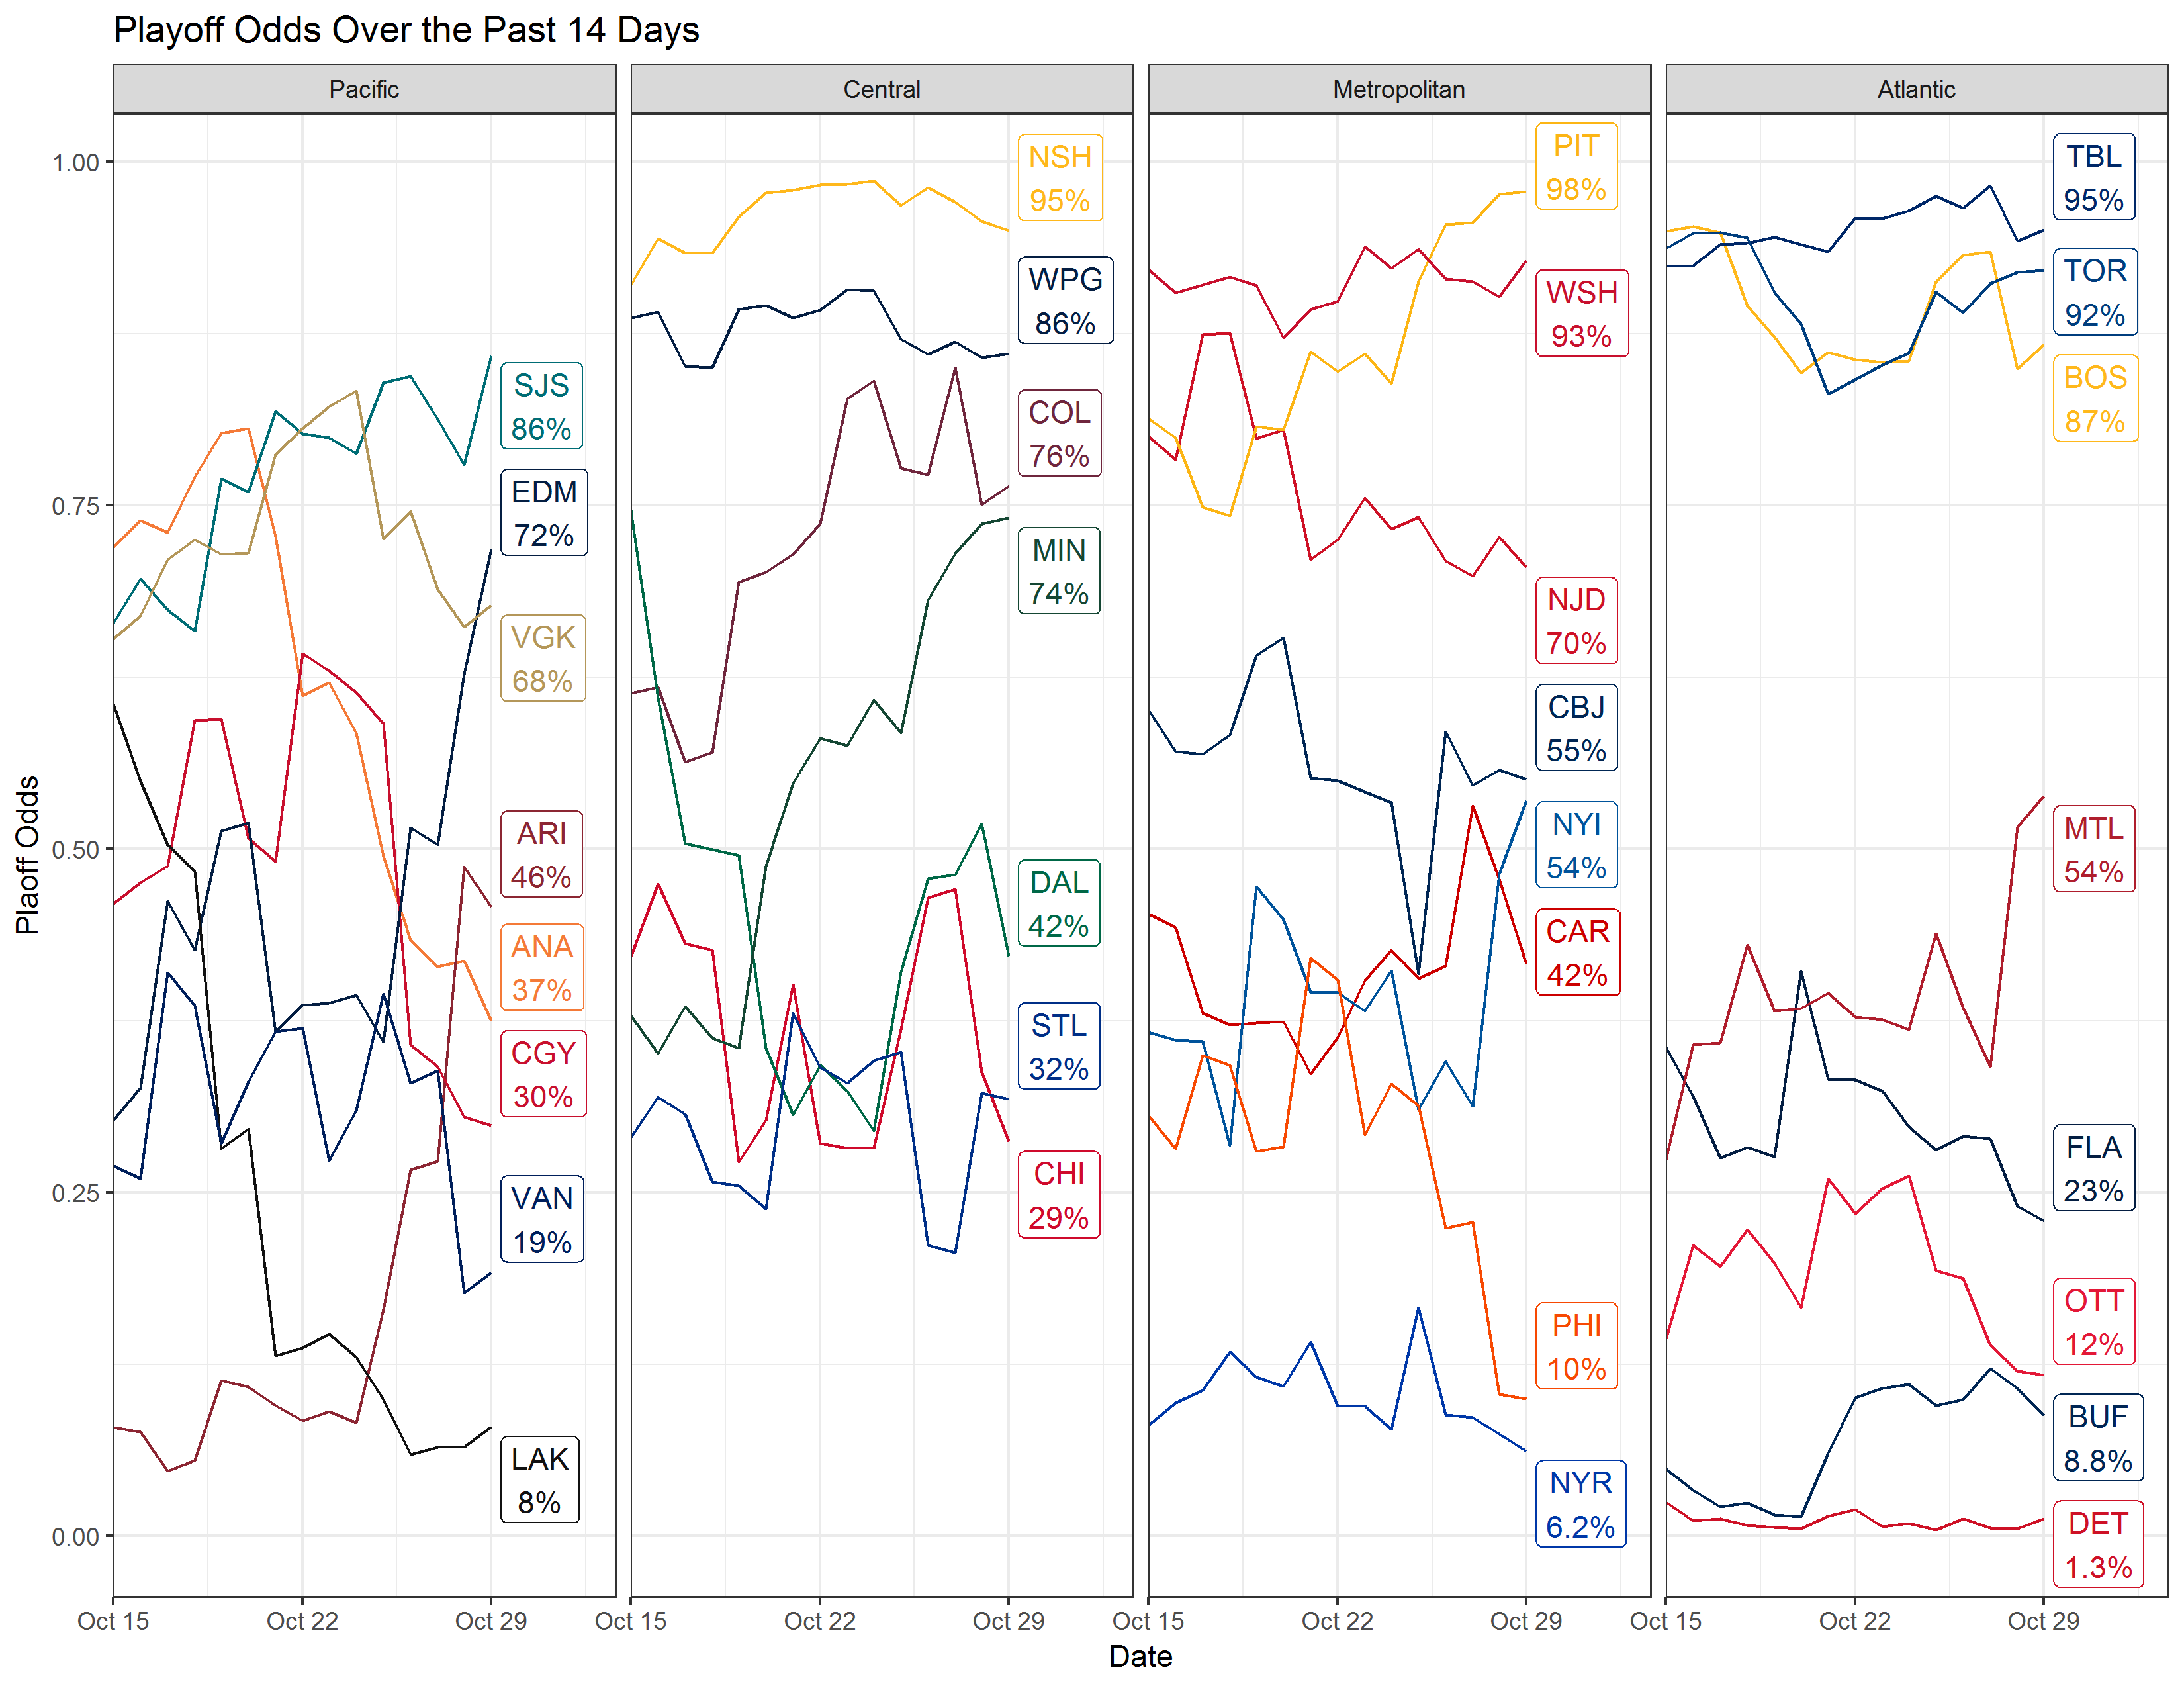 Playoff Odds Over the Past 14 Days
Pacific
Central
Metropolitan
Atlantic
Plaoff Odds
1.00
0.75
0.50
0.25
0.00
SJS
86%
EDM
72%
VGK
68%
ARI
46%
ANA
37%
CGY
30%
VAN
19%
LAK
8%
NSH
95%
WPG
86%
COL
76%
MIN
74%
DAL
42%
STL
32%
CHI
29%
PIT
98%
WSH
93%
NJD
70%
CBJ
55%
NYI
54%
CAR
42%
PHI
10%
NYR
6.2%
TBL
95%
TOR
92%
BOS
87%
MTL
54%
FLA
23%
OTT
12%
BUF
8.8%
DET
1.3%
Oct 15 Oct 22 Oct 29
Oct 15 Oct 22 Oct 29
Oct 15 Oct 22 Oct 29
Oct 15 Oct 22 Oct 29
Date